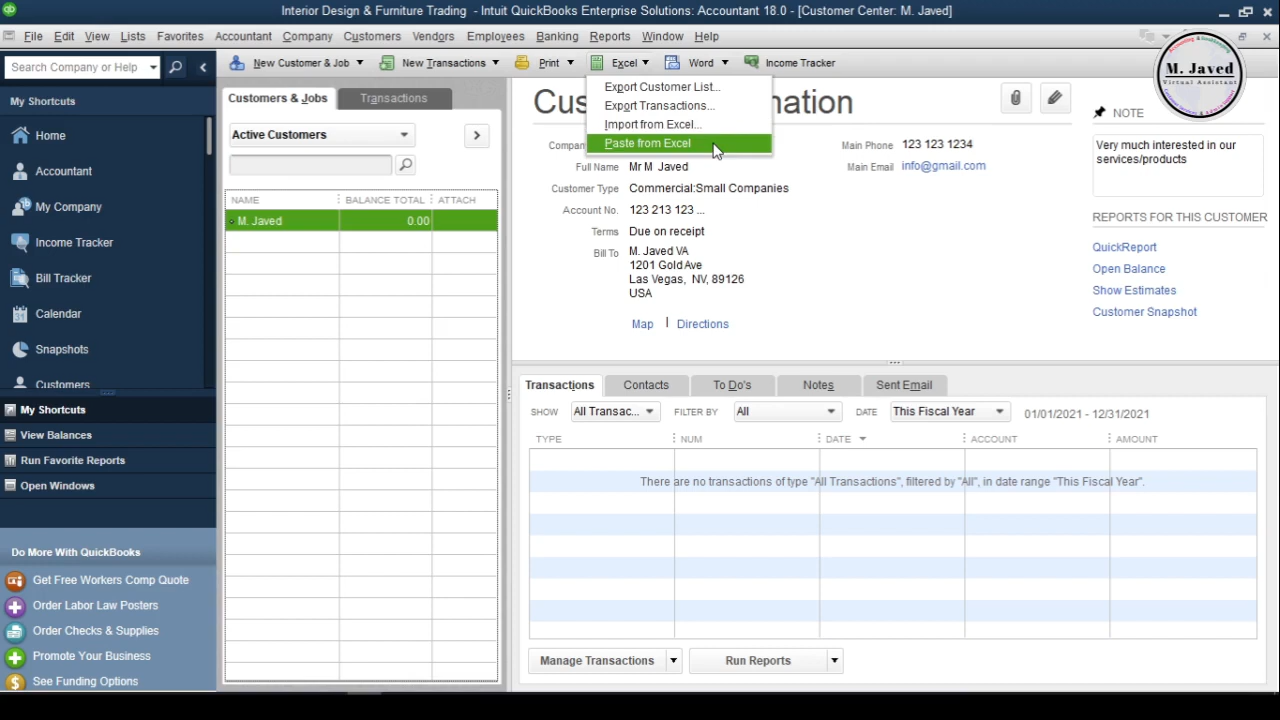 Interior Design & Furniture Trading - Intuit QuickBooks Enterprise Solutions: Accountant 18.0 - [Customer Center: M. Javed]
File Edit View Lists Favorites Accountant Company Customers Vendors Employees Banking Reports Window Help
Search Company or Help
New Customer & Job New Transactions Print Excel Word Income Tracker
M. Javed
Virtual Assistant
My Shortcuts
Home
Accountant
My Company
Income Tracker
Bill Tracker
Calendar
Snapshots
Customers
My Shortcuts
View Balances
Run Favorite Reports
Open Windows
Do More With QuickBooks
Get Free Workers Comp Quote
Order Labor Law Posters
Order Checks & Supplies
Promote Your Business
See Funding Options
Customers & Jobs Transactions
Active Customers
NAME BALANCE TOTAL ATTACH
M. Javed 0.00
Export Customer List...
Export Transactions...
Import from Excel...
Paste from Excel
Cus mation
Compan
Full Name Mr M Javed
Customer Type Commercial:Small Companies
Account No. 123 213 123 ...
Terms Due on receipt
Bill To M. Javed VA
1201 Gold Ave
Las Vegas, NV, 89126
USA
Map Directions
Main Phone 123 123 1234
Main Email info@gmail.com
NOTE
Very much interested in our
services/products
REPORTS FOR THIS CUSTOMER
QuickReport
Open Balance
Show Estimates
Customer Snapshot
Transactions Contacts To Do's Notes Sent Email
SHOW All Transac... FILTER BY All DATE This Fiscal Year 01/01/2021 - 12/31/2021
TYPE NUM DATE ACCOUNT AMOUNT
There are no transactions of type "All Transactions", filtered by "All", in date range "This Fiscal Year".
Manage Transactions Run Reports